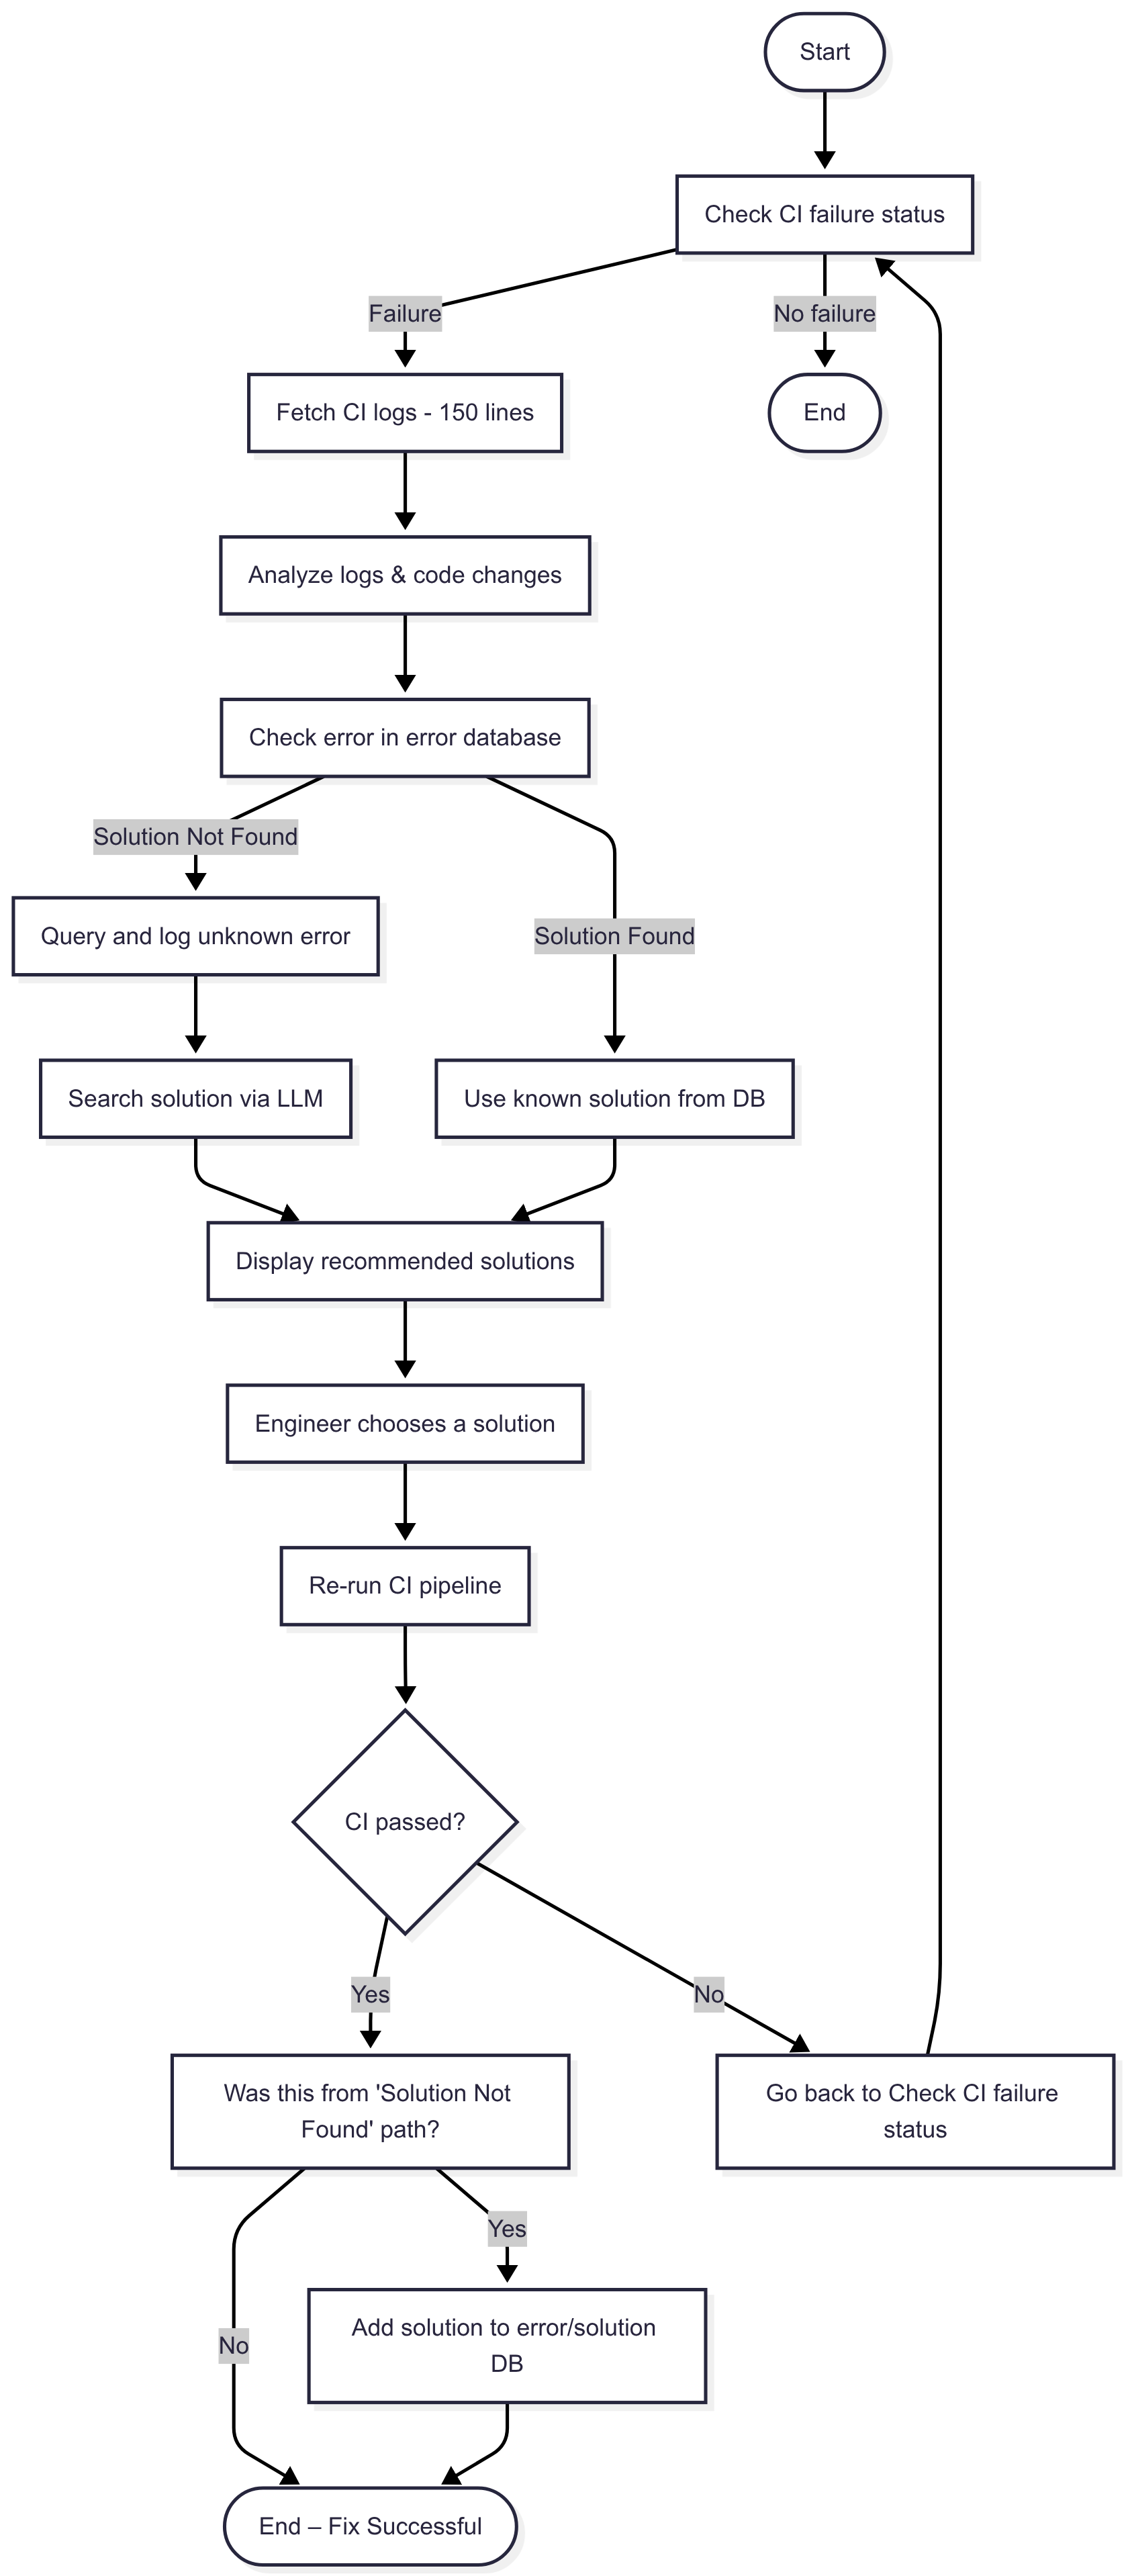 Start
Check CI failure status
Failure
No failure
Fetch CI logs - 150 lines
End
Analyze logs & code changes
Check error in error database
Solution Not Found
Query and log unknown error
Solution Found
Search solution via LLM
Use known solution from DB
Display recommended solutions
Engineer chooses a solution
Re-run CI pipeline
CI passed?
Yes
No
Was this from 'Solution Not
Found' path?
Go back to Check CI failure
status
Yes
No
Add solution to error/solution
DB
End – Fix Successful